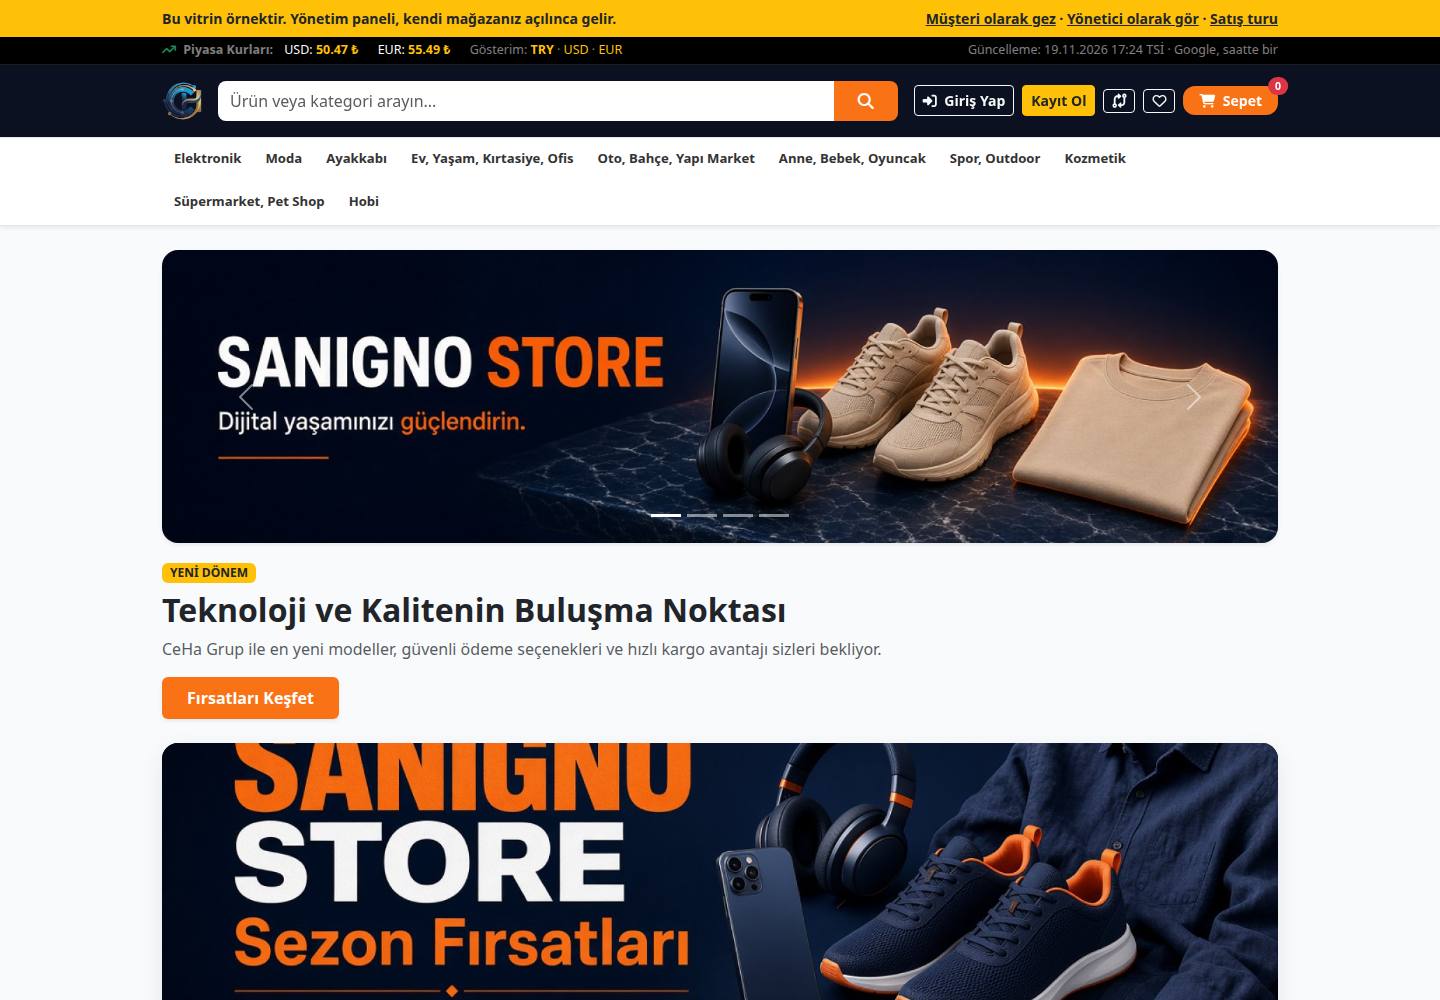 Bu vitrin örnektir. Yönetim paneli, kendi mağazanız açılınca gelir. Müşteri olarak gez · Yönetici olarak gör · Satış turu
Piyasa Kurları: USD: 50.47 ₺ EUR: 55.49 ₺ Gösterim: TRY · USD · EUR Güncelleme: 19.11.2026 17:24 TSİ · Google, saatte bir
Ürün veya kategori arayın... Giriş Yap Kayıt Ol Sepet 0
Elektronik Moda Ayakkabı Ev, Yaşam, Kırtasiye, Ofis Oto, Bahçe, Yapı Market Anne, Bebek, Oyuncak Spor, Outdoor Kozmetik
Süpermarket, Pet Shop Hobi
SANIGNO STORE
Dijital yaşamınızı güçlendirin.
YENİ DÖNEM
Teknoloji ve Kalitenin Buluşma Noktası
CeHa Grup ile en yeni modeller, güvenli ödeme seçenekleri ve hızlı kargo avantajı sizleri bekliyor.
Fırsatları Keşfet
SANIGNO
STORE
Sezon Fırsatları